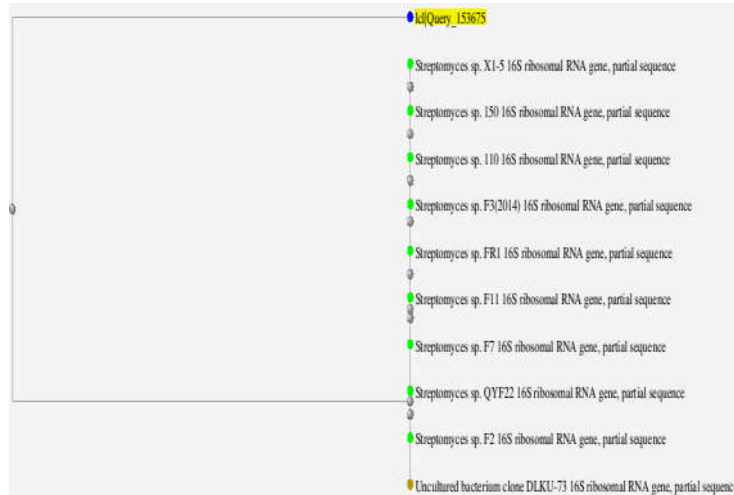 lcl|Query_153675
Streptomyces sp. X1-5 16S ribosomal RNA gene, partial sequence
Streptomyces sp. 150 16S ribosomal RNA gene, partial sequence
Streptomyces sp. 110 16S ribosomal RNA gene, partial sequence
Streptomyces sp. F3(2014) 16S ribosomal RNA gene, partial sequence
Streptomyces sp. FR1 16S ribosomal RNA gene, partial sequence
Streptomyces sp. F11 16S ribosomal RNA gene, partial sequence
Streptomyces sp. F7 16S ribosomal RNA gene, partial sequence
Streptomyces sp. QYF22 16S ribosomal RNA gene, partial sequence
Streptomyces sp. F2 16S ribosomal RNA gene, partial sequence
Uncultured bacterium clone DLKU-73 16S ribosomal RNA gene, partial sequenc